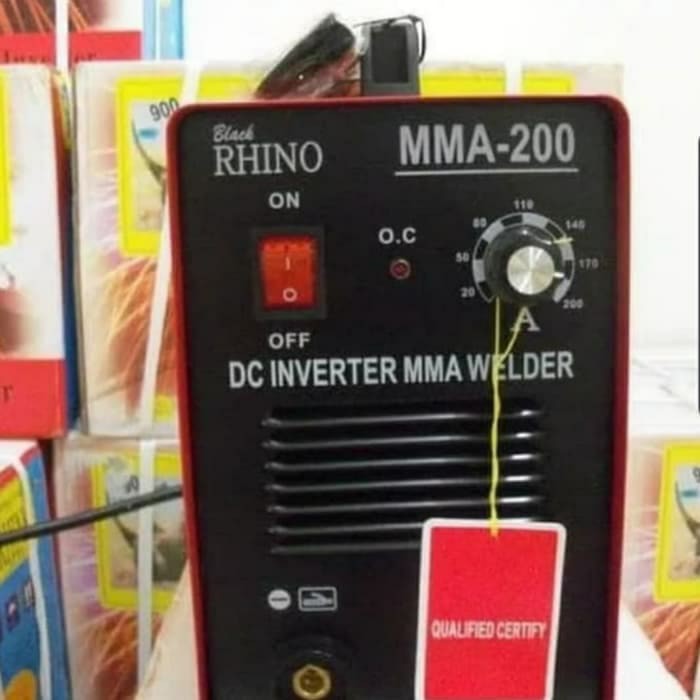 900
Black
RHINO
MMA-200
ON
O.C
I
O
OFF
20
50
80
110
140
170
200
A
DC INVERTER MMA WELDER
QUALIFIED CERTIFY